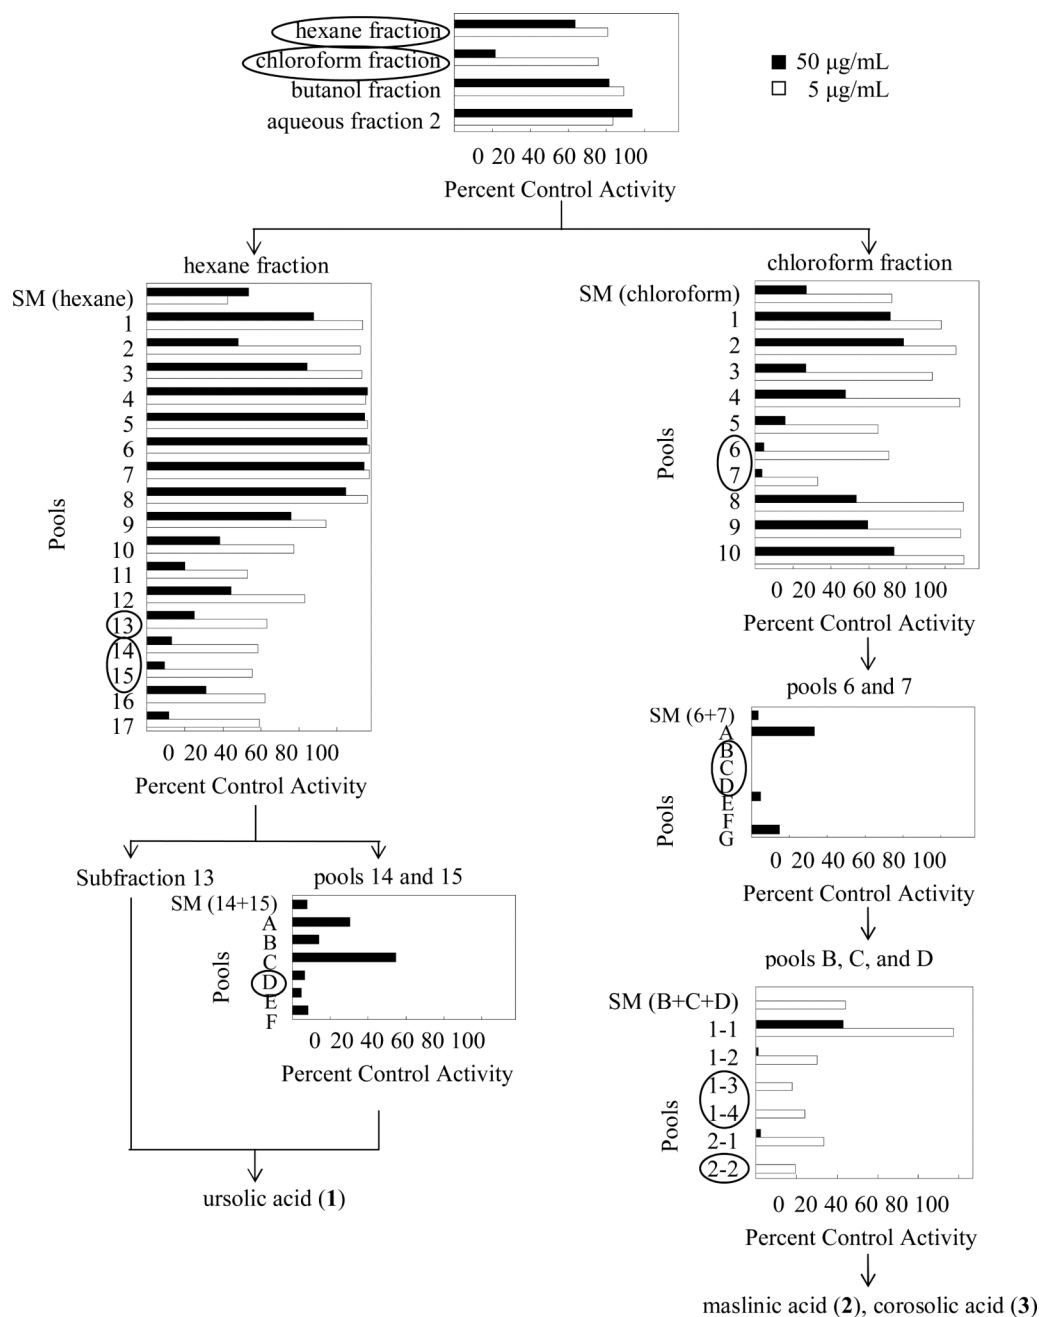 hexane fraction
chloroform fraction
butanol fraction
aqueous fraction 2
50 μg/mL
5 μg/mL
0 20 40 60 80 100
Percent Control Activity
hexane fraction
SM (hexane)
1
2
3
4
5
6
7
8
9
10
11
12
13
14
15
16
17
Pools
0 20 40 60 80 100
Percent Control Activity
chloroform fraction
SM (chloroform)
1
2
3
4
5
6
7
8
9
10
Pools
0 20 40 60 80 100
Percent Control Activity
pools 6 and 7
SM (6+7)
A
B
C
D
E
F
G
Pools
0 20 40 60 80 100
Percent Control Activity
Subfraction 13
pools 14 and 15
SM (14+15)
A
B
C
D
E
F
Pools
0 20 40 60 80 100
Percent Control Activity
ursolic acid (1)
pools B, C, and D
SM (B+C+D)
1-1
1-2
1-3
1-4
2-1
2-2
Pools
0 20 40 60 80 100
Percent Control Activity
maslinic acid (2), corosolic acid (3)